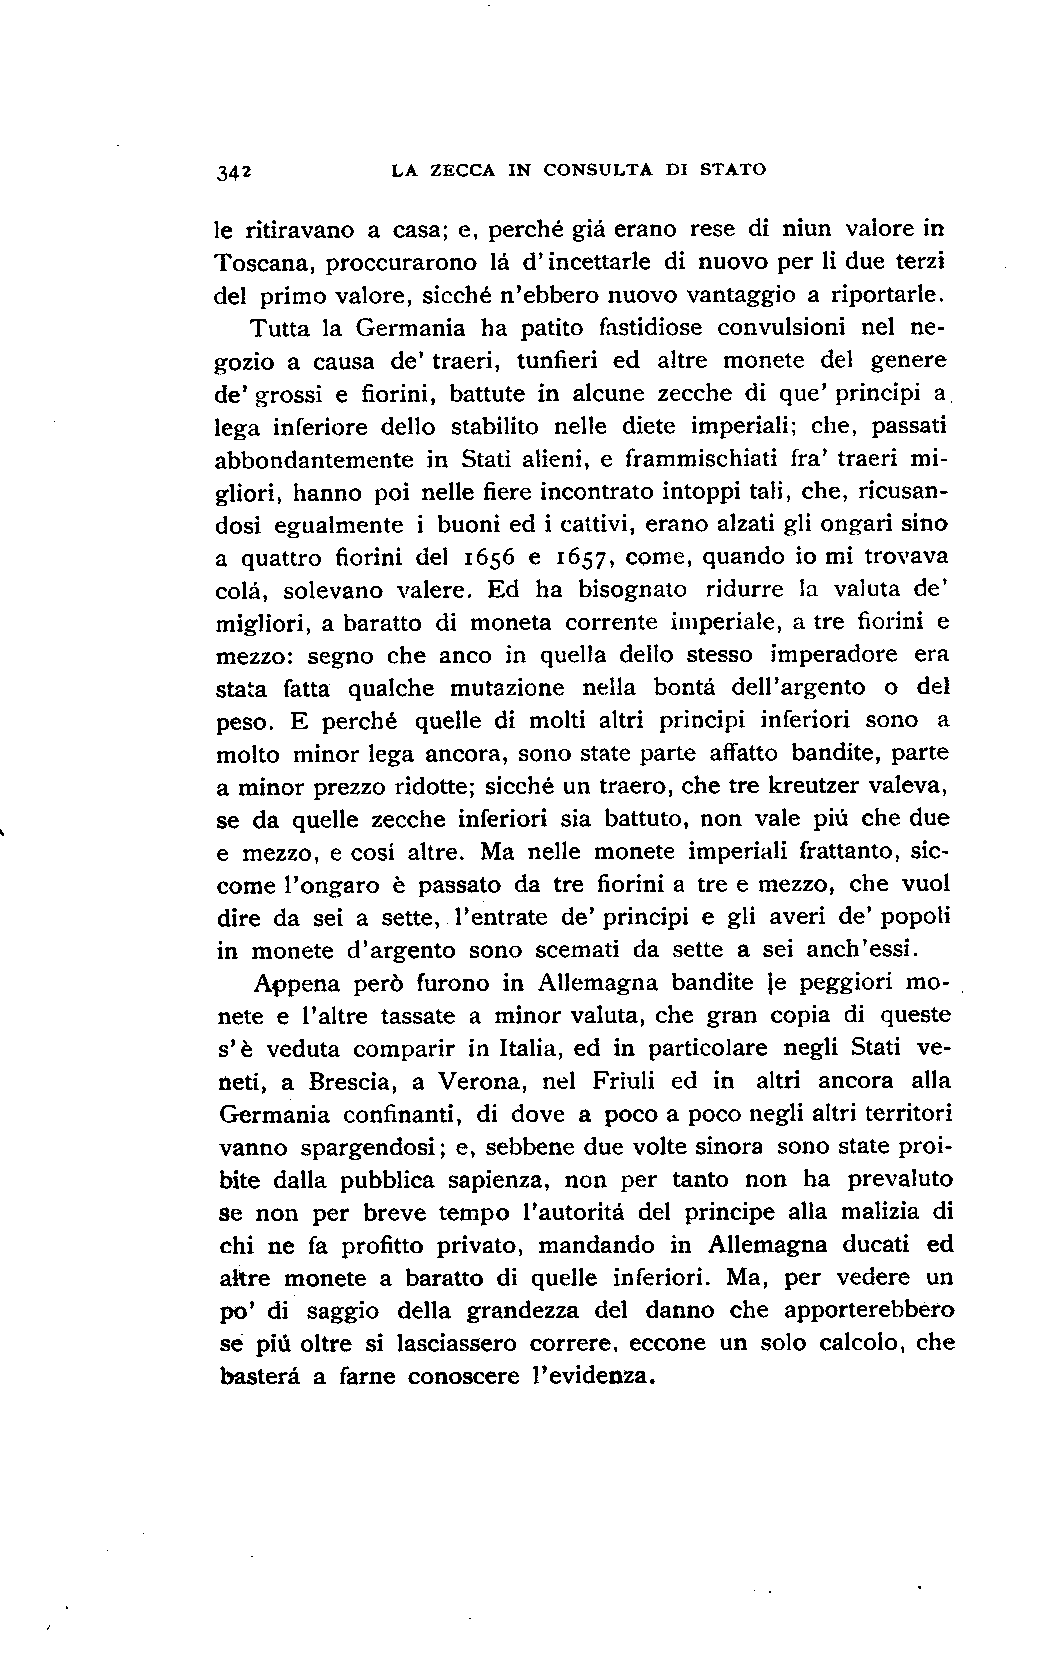 342 LA ZECCA IN CONSULTA DI STATO
le ritiravano a casa; e, perché giá erano rese di niun valore in
Toscana, proccurarono lá d'incettarle di nuovo per li due terzi
del primo valore, sicché n'ebbero nuovo vantaggio a riportarle.
Tutta la Germania ha patito fastidiose convulsioni nel ne-
gozio a causa de' traeri, tunfieri ed altre monete del genere
de' grossi e fiorini, battute in alcune zecche di que' principi a
lega inferiore dello stabilito nelle diete imperiali; che, passati
abbondantemente in Stati alieni, e frammischiati fra' traeri mi-
gliori, hanno poi nelle fiere incontrato intoppi tali, che, ricusan-
dosi egualmente i buoni ed i cattivi, erano alzati gli ongari sino
a quattro fiorini del 1656 e 1657, come, quando io mi trovava
colá, solevano valere. Ed ha bisognato ridurre la valuta de'
migliori, a baratto di moneta corrente imperiale, a tre fiorini e
mezzo: segno che anco in quella dello stesso imperadore era
stata fatta qualche mutazione nella bontá dell'argento o del
peso. E perché quelle di molti altri principi inferiori sono a
molto minor lega ancora, sono state parte affatto bandite, parte
a minor prezzo ridotte; sicché un traero, che tre kreutzer valeva,
se da quelle zecche inferiori sia battuto, non vale piú che due
e mezzo, e cosí altre. Ma nelle monete imperiali frattanto, sic-
come l'ongaro è passato da tre fiorini a tre e mezzo, che vuol
dire da sei a sette, l'entrate de' principi e gli averi de' popoli
in monete d'argento sono scemati da sette a sei anch'essi.
Appena però furono in Allemagna bandite le peggiori mo-
nete e l'altre tassate a minor valuta, che gran copia di queste
s'è veduta comparir in Italia, ed in particolare negli Stati ve-
neti, a Brescia, a Verona, nel Friuli ed in altri ancora alla
Germania confinanti, di dove a poco a poco negli altri territori
vanno spargendosi; e, sebbene due volte sinora sono state proi-
bite dalla pubblica sapienza, non per tanto non ha prevaluto
se non per breve tempo l'autoritá del principe alla malizia di
chi ne fa profitto privato, mandando in Allemagna ducati ed
altre monete a baratto di quelle inferiori. Ma, per vedere un
po' di saggio della grandezza del danno che apporterebbero
se piú oltre si lasciassero correre, eccone un solo calcolo, che
basterá a farne conoscere l'evidenza.